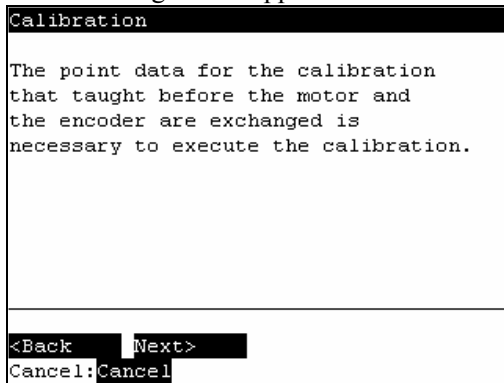 Calibration
The point data for the calibration
that taught before the motor and
the encoder are exchanged is
necessary to execute the calibration.
<Back Next>
Cancel:Cancel